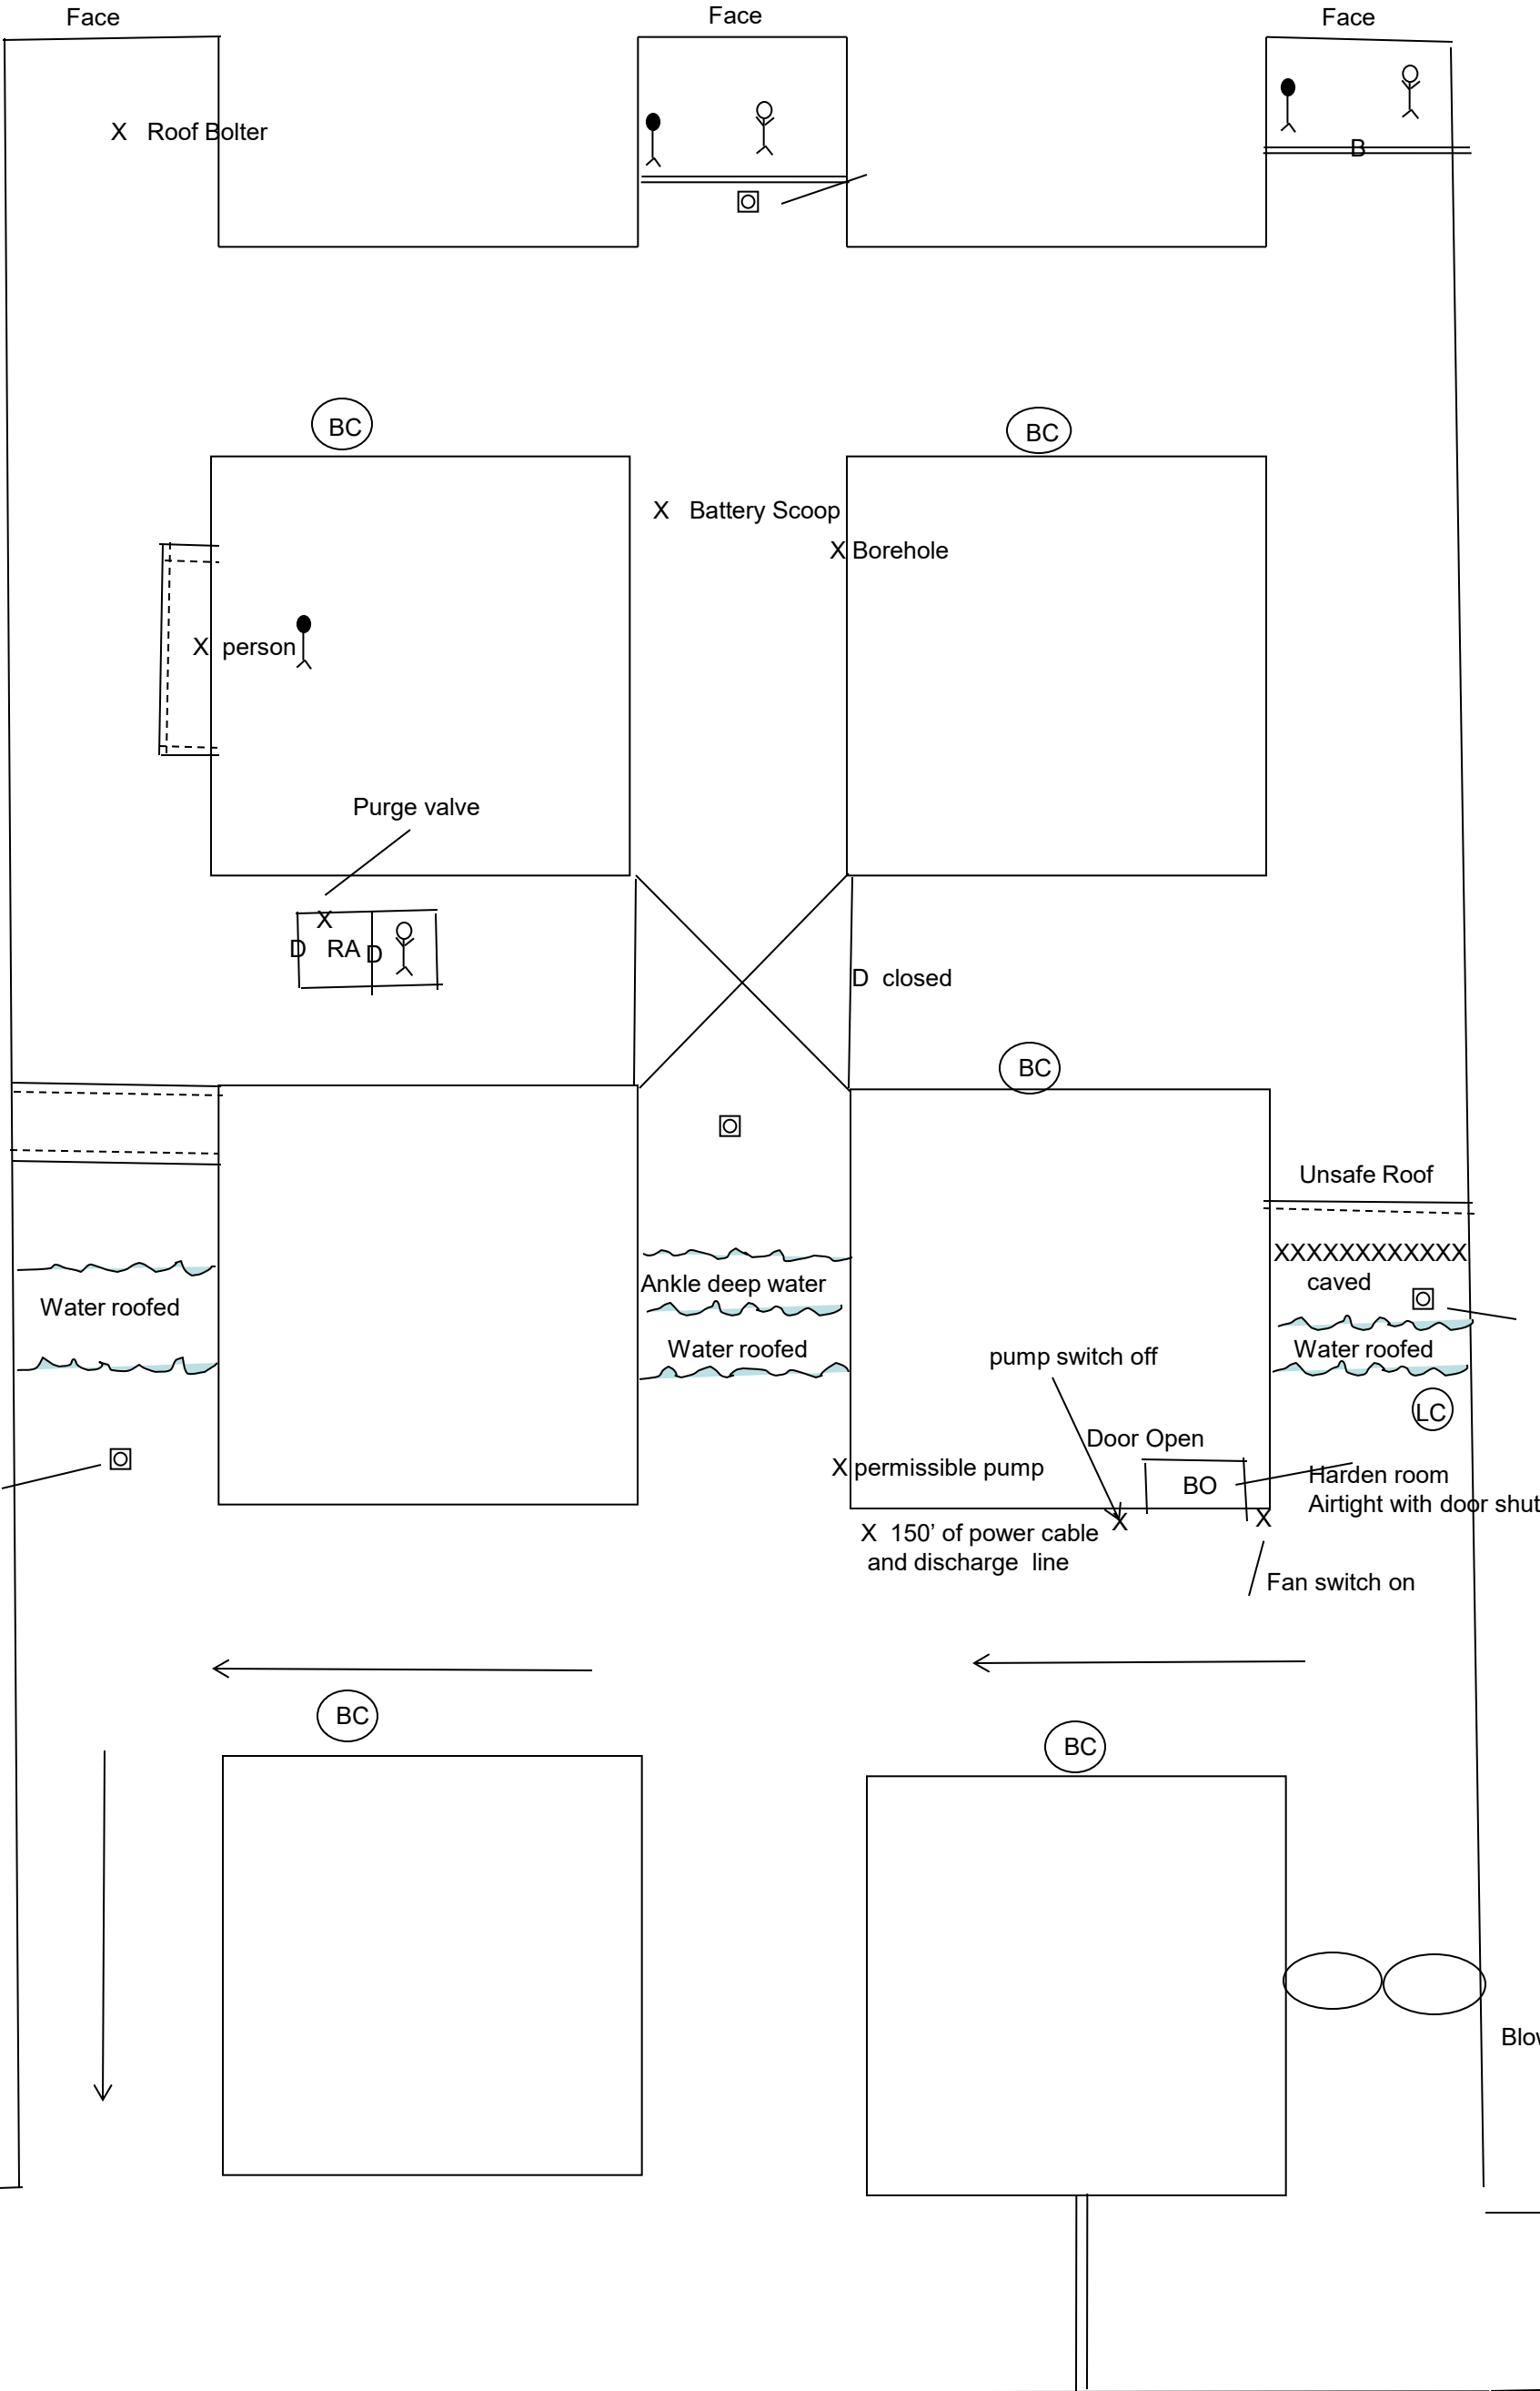 Face
Face
Face
X Roof Bolter
B
BC
BC
X Battery Scoop
X Borehole
X person
Purge valve
X
D RA D
D closed
BC
Unsafe Roof
XXXXXXXXXXXX
caved
Ankle deep water
Water roofed
Water roofed
Water roofed
pump switch off
LC
Door Open
X permissible pump
BO
Harden room
Airtight with door shut
X 150’ of power cable
and discharge line
X
X
Fan switch on
BC
BC